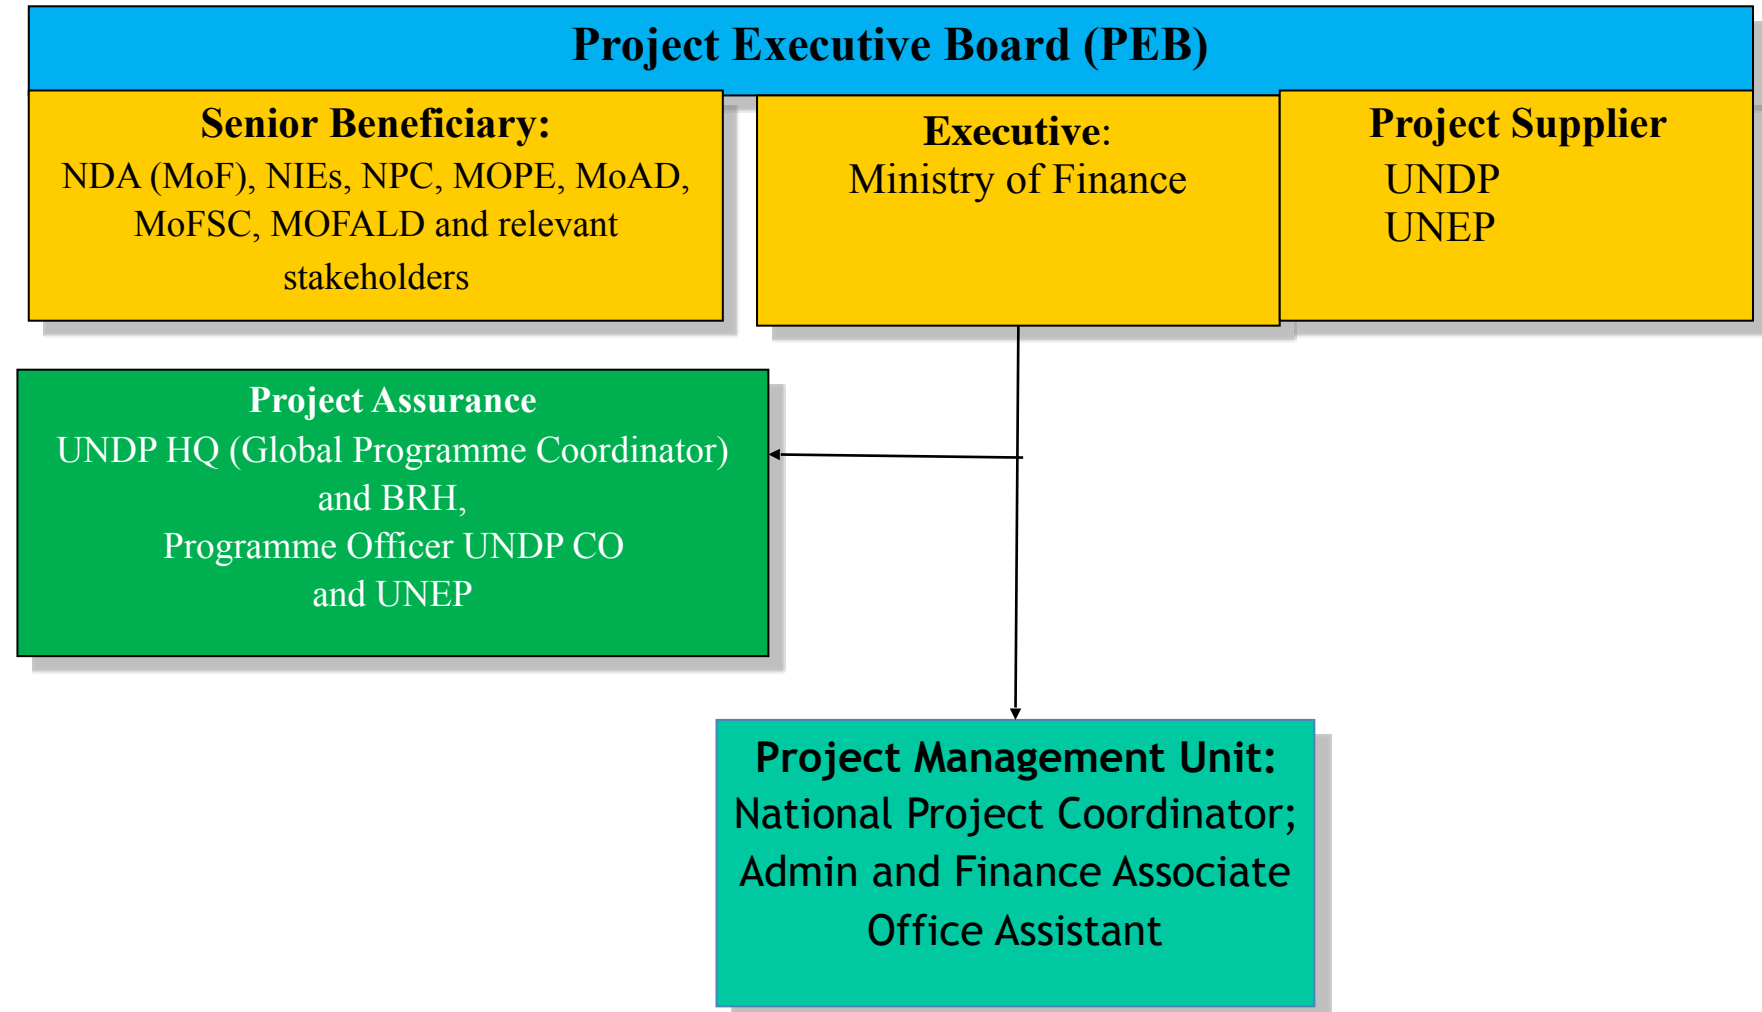 Project Executive Board (PEB)
Senior Beneficiary:
NDA (MoF), NIEs, NPC, MOPE, MoAD,
MoFSC, MOFALD and relevant
stakeholders
Executive:
Ministry of Finance
Project Supplier
UNDP
UNEP
Project Assurance
UNDP HQ (Global Programme Coordinator)
and BRH,
Programme Officer UNDP CO
and UNEP
Project Management Unit:
National Project Coordinator;
Admin and Finance Associate
Office Assistant